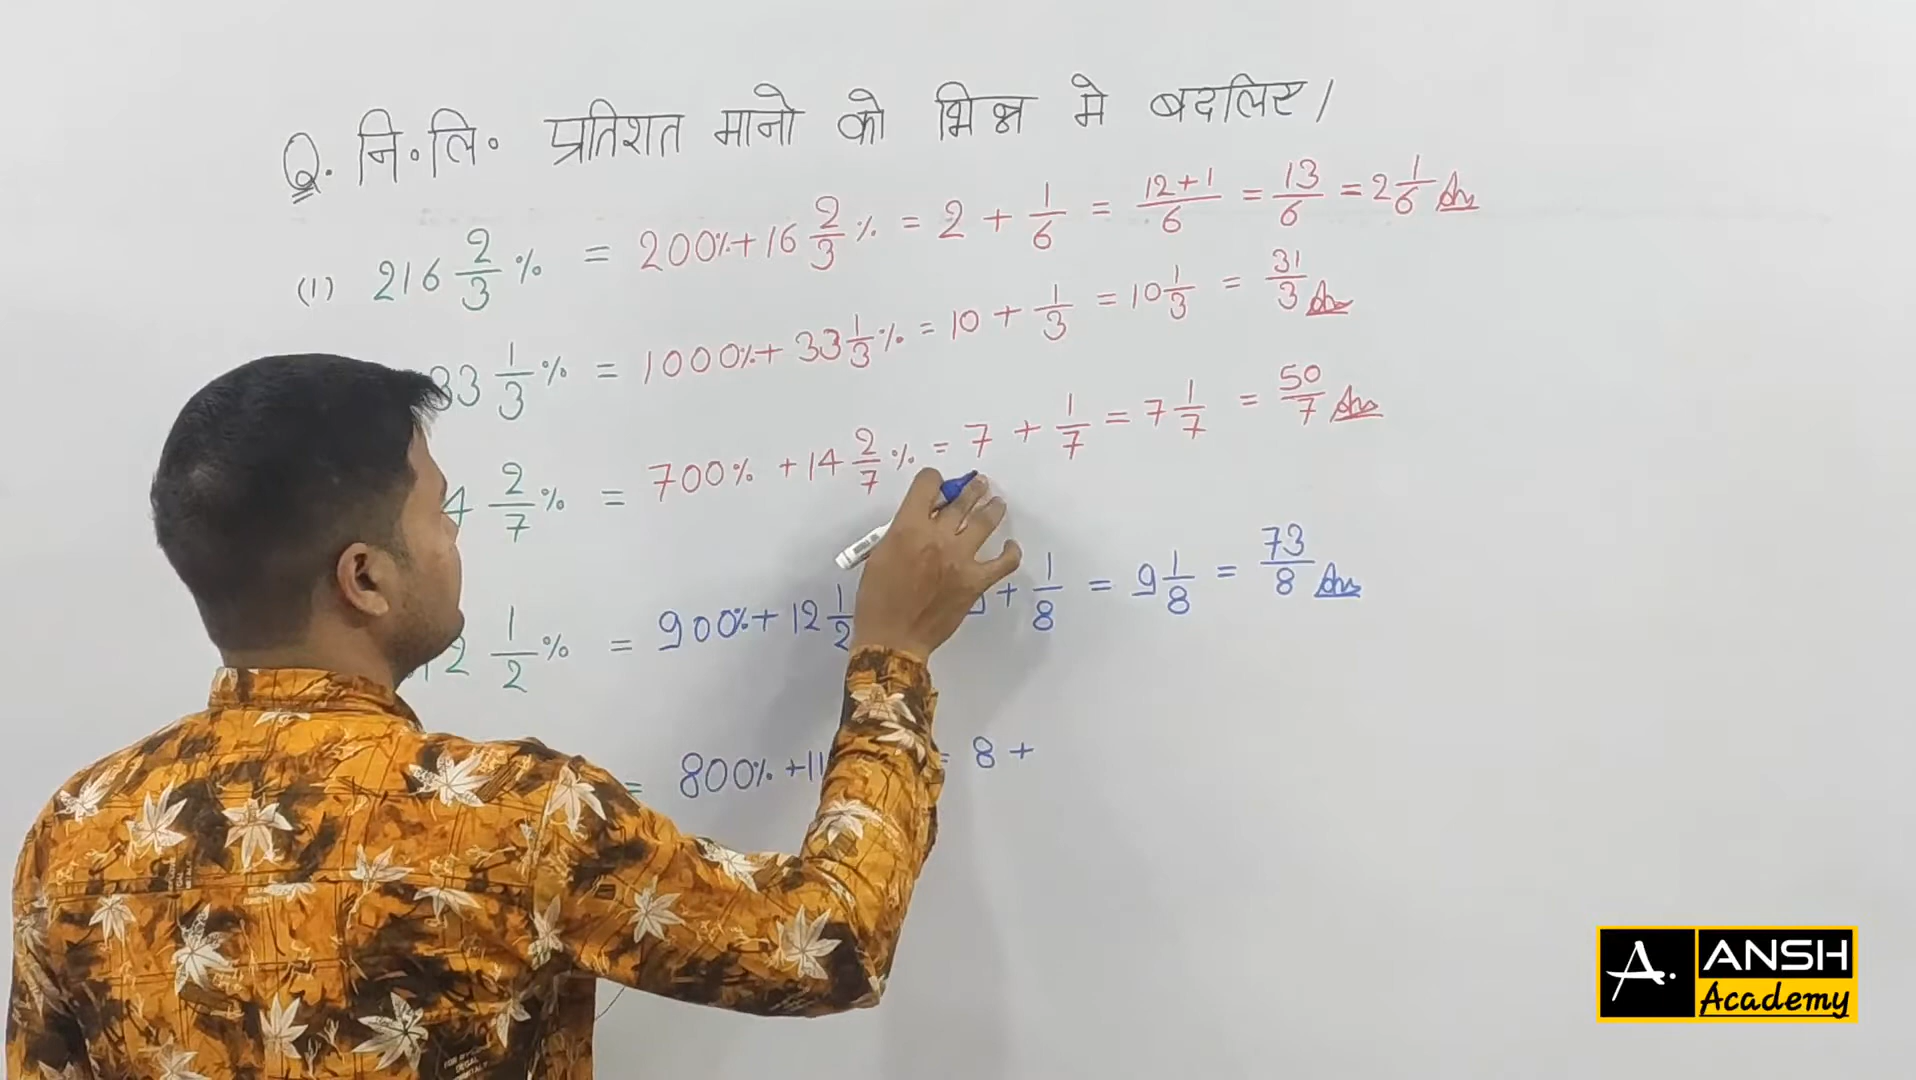 Q. नि.लि. प्रतिशत मानो को भिन्न मे बदलिए।
(1) 216 2/3 % = 200% + 16 2/3 % = 2 + 1/6 = 12+1/6 = 13/6 = 2 1/6 Ans
33 1/3 % = 1000% + 33 1/3 % = 10 + 1/3 = 10 1/3 = 31/3 Ans
4 2/7 % = 700% + 14 2/7 % = 7 + 1/7 = 7 1/7 = 50/7 Ans
12 1/2 % = 900% + 12 1/2 + 1/8 = 9 1/8 = 73/8 Ans
= 800% + 11 = 8 +
A. ANSH
Academy